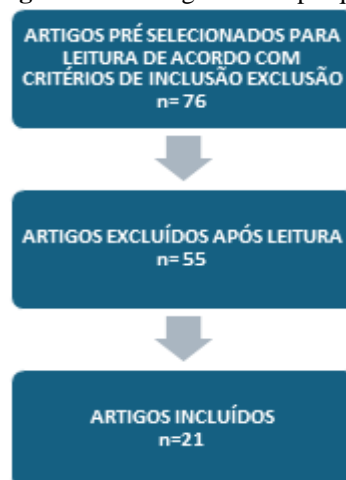 ARTIGOS PRÉ SELECIONADOS PARA
LEITURA DE ACORDO COM
CRITÉRIOS DE INCLUSÃO EXCLUSÃO
n= 76
ARTIGOS EXCLUÍDOS APÓS LEITURA
n= 55
ARTIGOS INCLUÍDOS
n=21